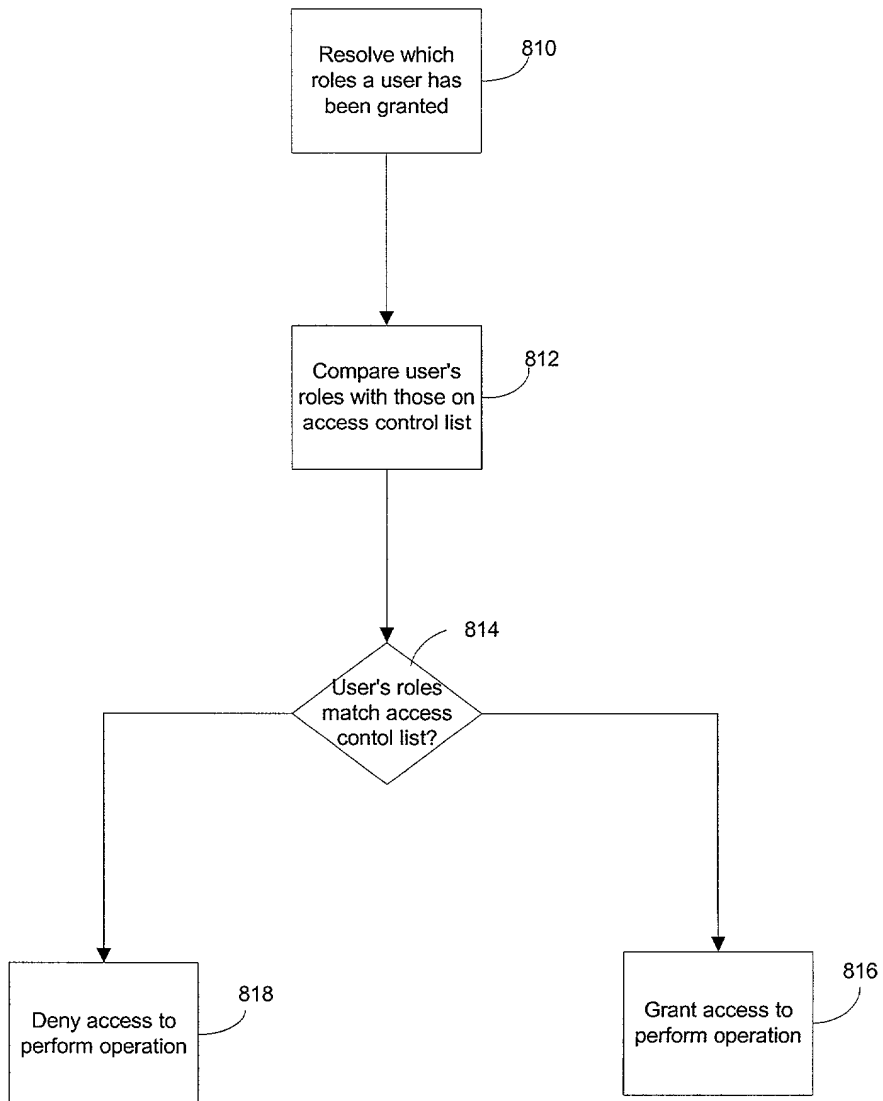 Resolve which
roles a user has
been granted
810
Compare user's
roles with those on
access control list
812
814
User's roles
match access
contol list?
Deny access to
perform operation
818
Grant access to
perform operation
816